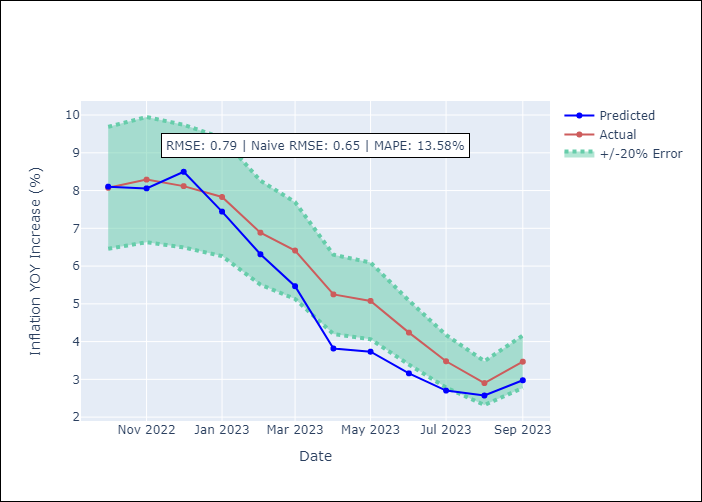 RMSE: 0.79 | Naive RMSE: 0.65 | MAPE: 13.58%
Predicted
Actual
+/-20% Error
Inflation YOY Increase (%)
10
9
8
7
6
5
4
3
2
Nov 2022 Jan 2023 Mar 2023 May 2023 Jul 2023 Sep 2023
Date